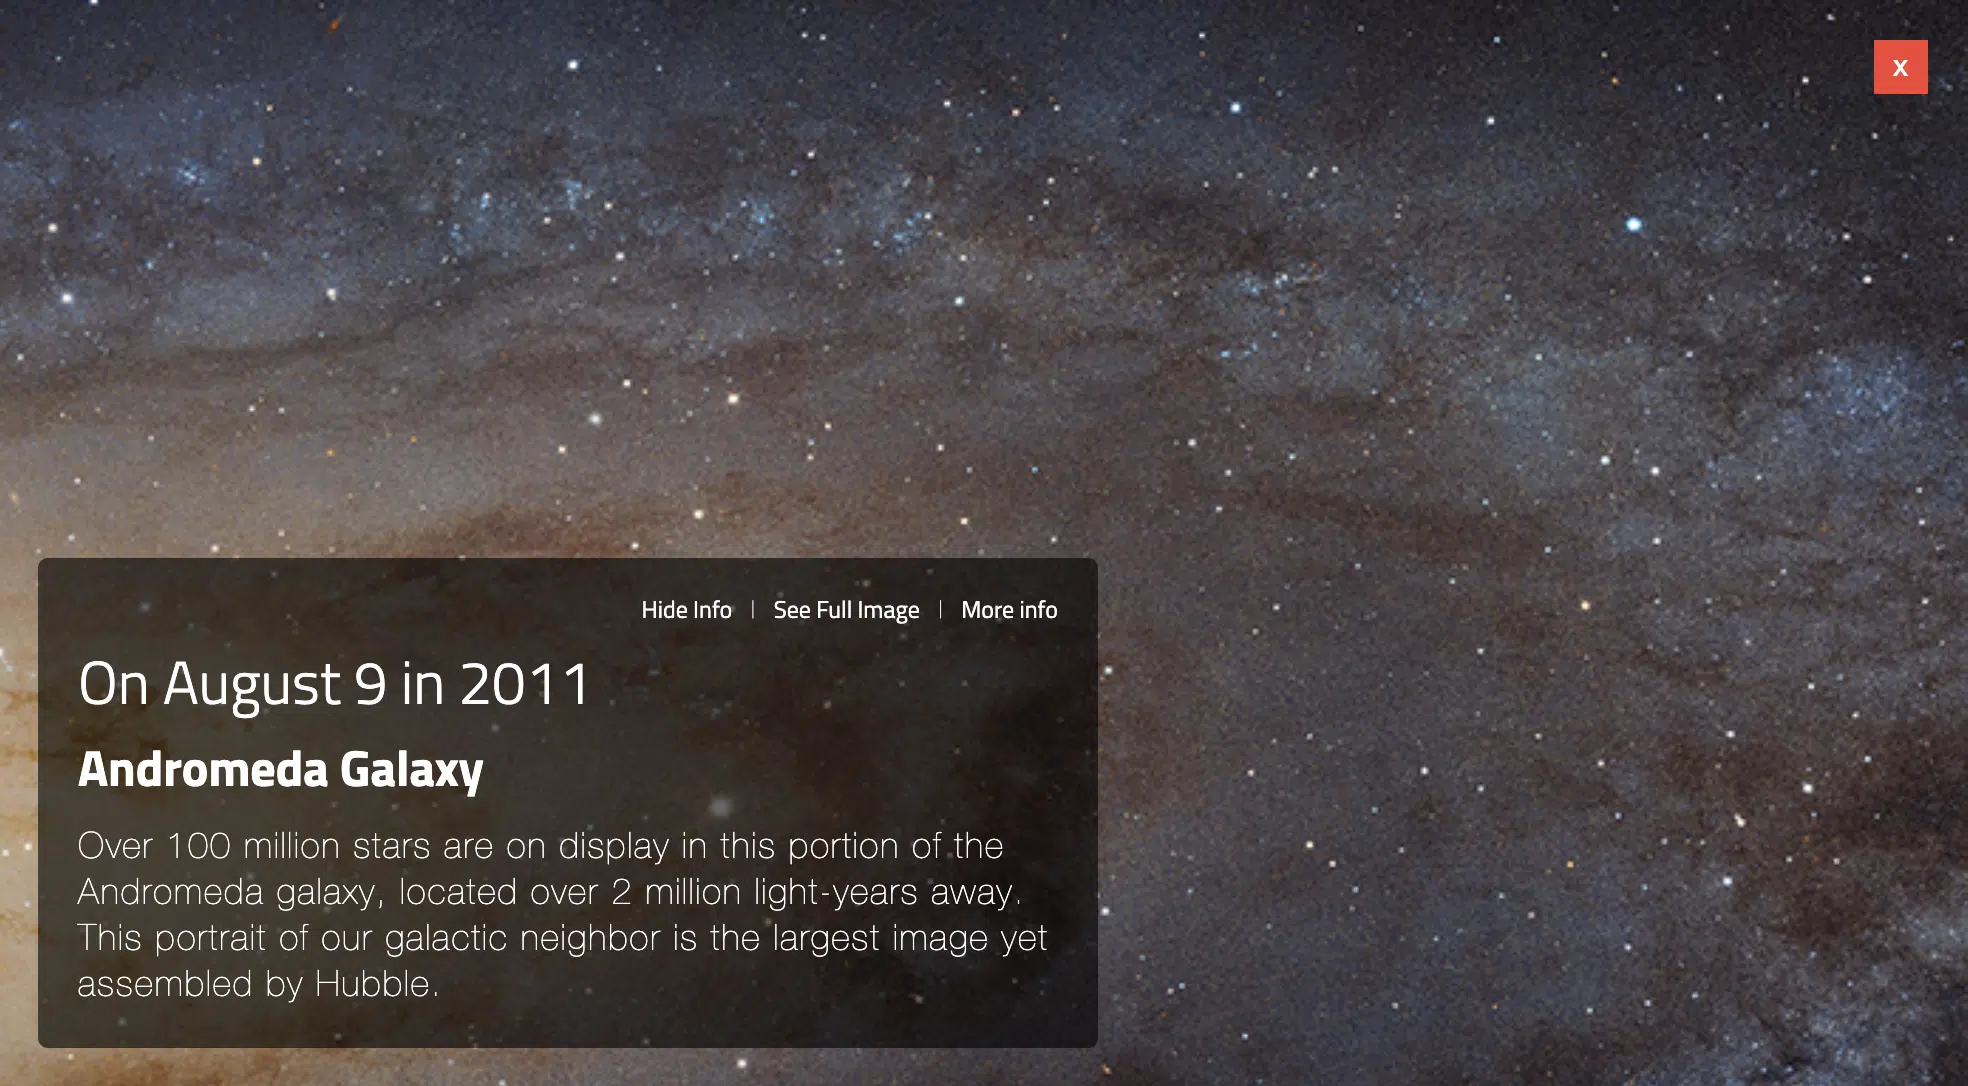 X
Hide Info | See Full Image | More info
On August 9 in 2011
Andromeda Galaxy
Over 100 million stars are on display in this portion of the
Andromeda galaxy, located over 2 million light-years away.
This portrait of our galactic neighbor is the largest image yet
assembled by Hubble.